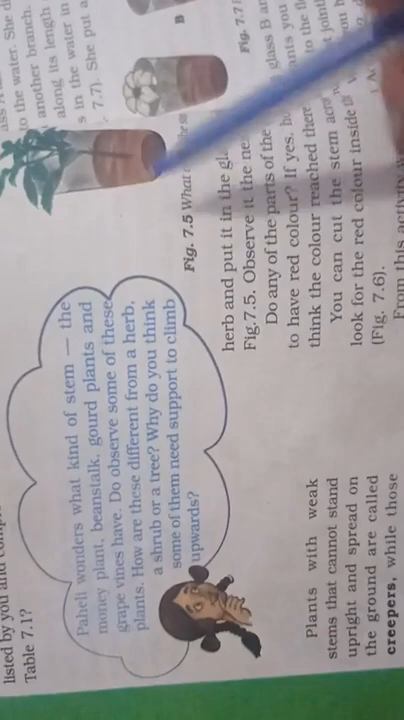 listed by you and
Table 7.1?
Paheli wonders what kind of stem — the
money plant, beanstalk, gourd plants and
grape vines have. Do observe some of these
plants. How are these different from a herb,
a shrub or a tree? Why do you think
some of them need support to climb
upwards?
Plants with weak
stems that cannot stand
upright and spread on
the ground are called
creepers, while those
to the water. She
another branch.
along its length
s in the water in
7.7). She put a
B
Fig. 7.5 What
Fig. 7.7
herb and put it in the
Fig.7.5. Observe it the
Do any of the parts of the
to have red colour? If yes,
think the colour reached there
You can cut the stem
look for the red colour inside
(Fig. 7.6).
From this activity
glass B
ants you
to the